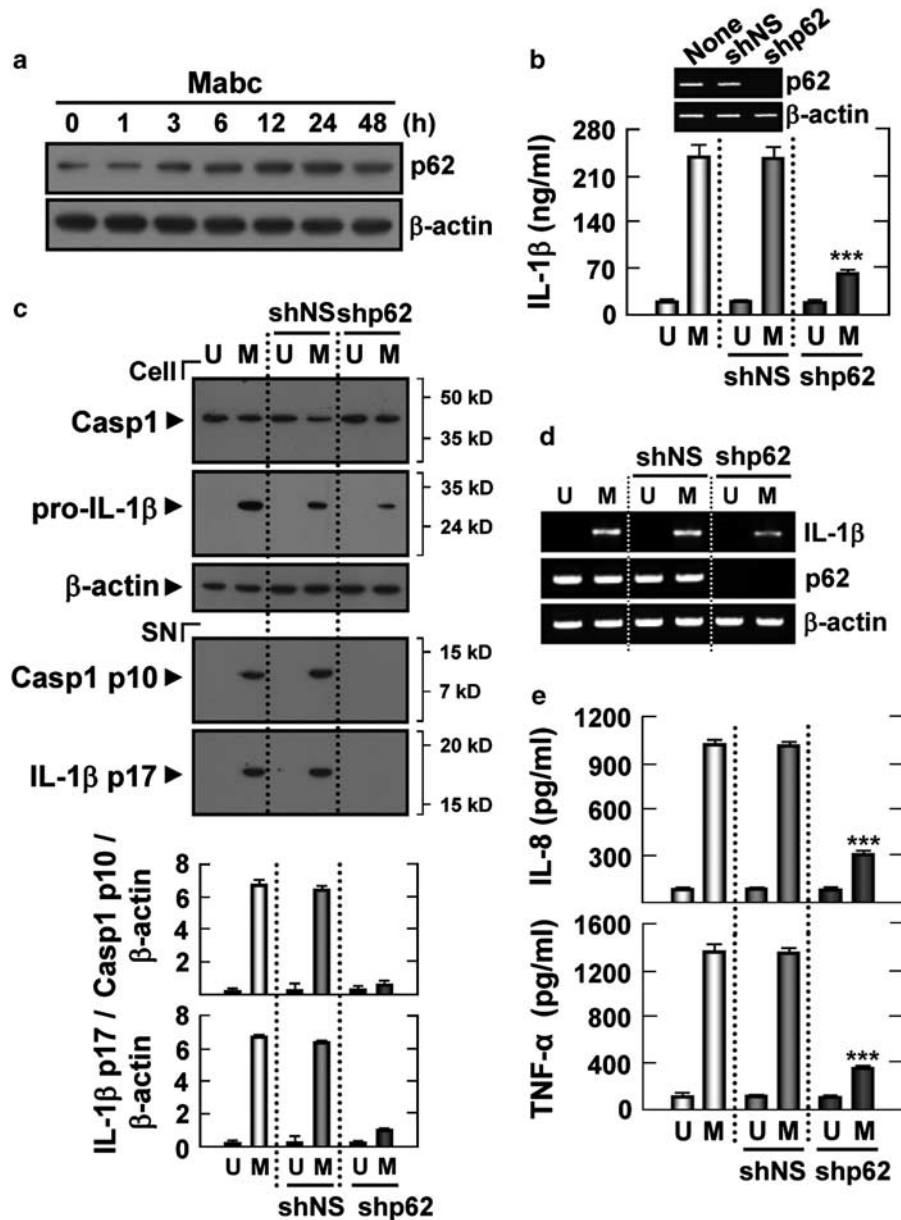 a
Mabc
0 1 3 6 12 24 48 (h)
p62
β-actin
b
None shNS shp62
p62
β-actin
IL-1β (ng/ml)
280
210
140
70
0
***
U M U M U M
shNS shp62
c
shNS shp62
U M U M U M
Cell
Casp1
50 kD
35 kD
pro-IL-1β
35 kD
24 kD
β-actin
SN
Casp1 p10
15 kD
7 kD
IL-1β p17
20 kD
15 kD
IL-1β p17 / Casp1 p10 /
β-actin β-actin
8
6
4
2
0
8
6
4
2
0
U M U M U M
shNS shp62
d
shNS shp62
U M U M U M
IL-1β
p62
β-actin
e
IL-8 (pg/ml)
1200
900
600
300
0
***
TNF-α (pg/ml)
1600
1200
800
400
0
***
U M U M U M
shNS shp62